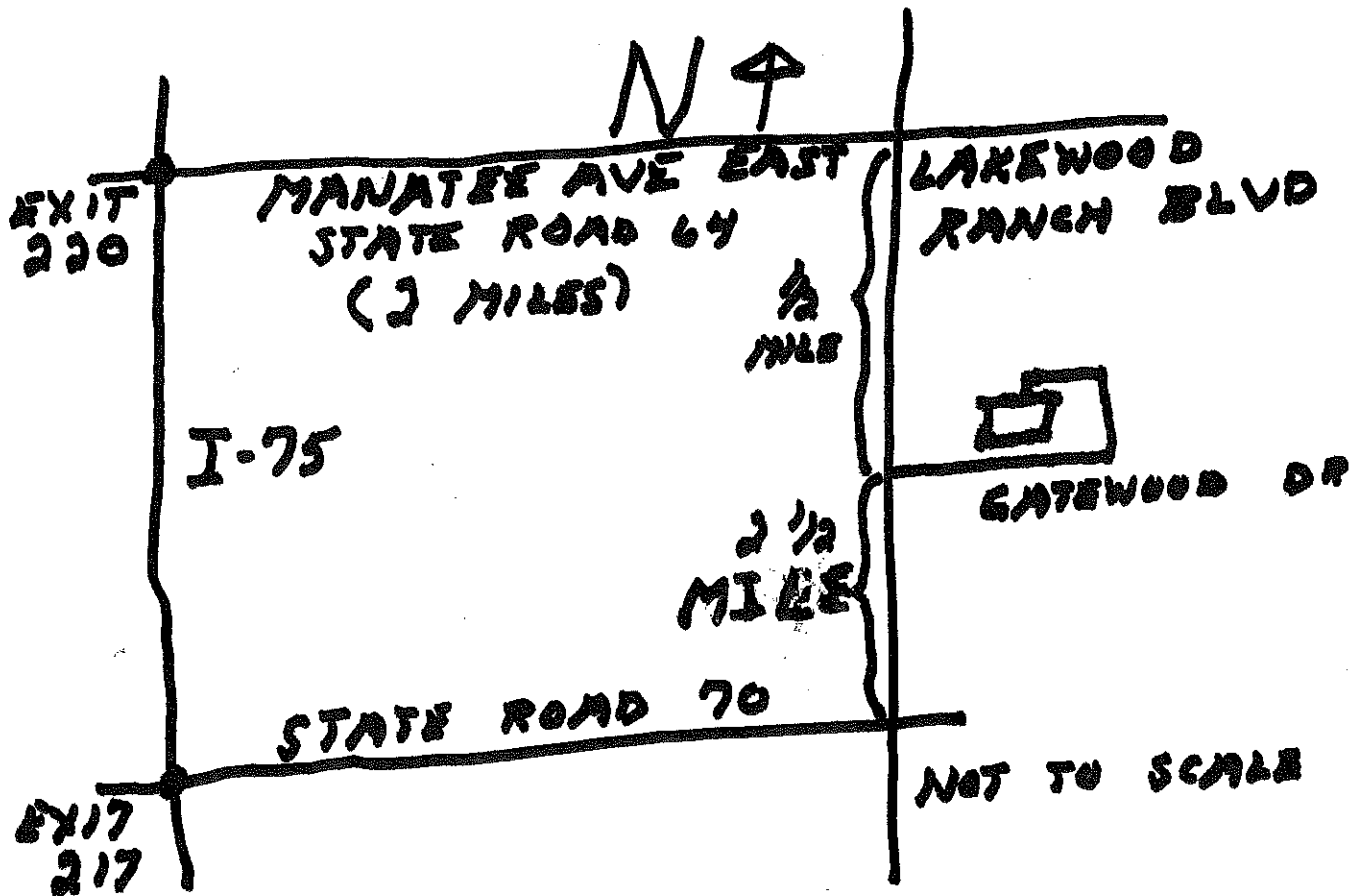 N
MANATEE AVE EAST
STATE ROAD 64
(2 MILES)
EXIT
220
LAKEWOOD
RANCH BLVD
1/2
MILE
I-75
GATEWOOD DR
2 1/2
MILE
STATE ROAD 70
EXIT
217
NOT TO SCALE